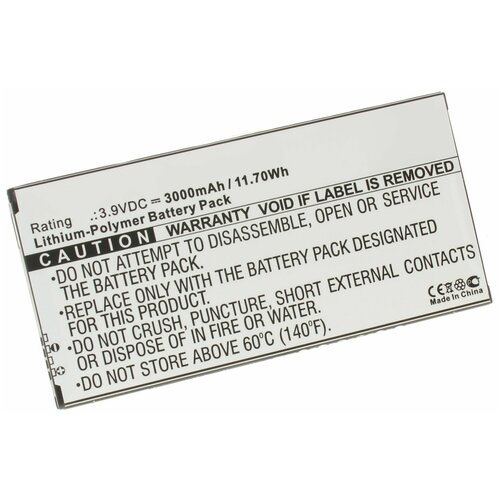 Rating .:3.9VDC ⎓ 3000mAh / 11.70Wh
Lithium-Polymer Battery Pack
CAUTION WARRANTY VOID IF LABEL IS REMOVED
•DO NOT ATTEMPT TO DISASSEMBLE, OPEN OR SERVICE
THE BATTERY PACK.
•REPLACE ONLY WITH THE BATTERY PACK DESIGNATED
FOR THIS PRODUCT.
•DO NOT CRUSH, PUNCTURE, SHORT EXTERNAL CONTACTS
OR DISPOSE OF IN FIRE OR WATER.
•DO NOT STORE ABOVE 60°C (140°F)
CE
Made In China